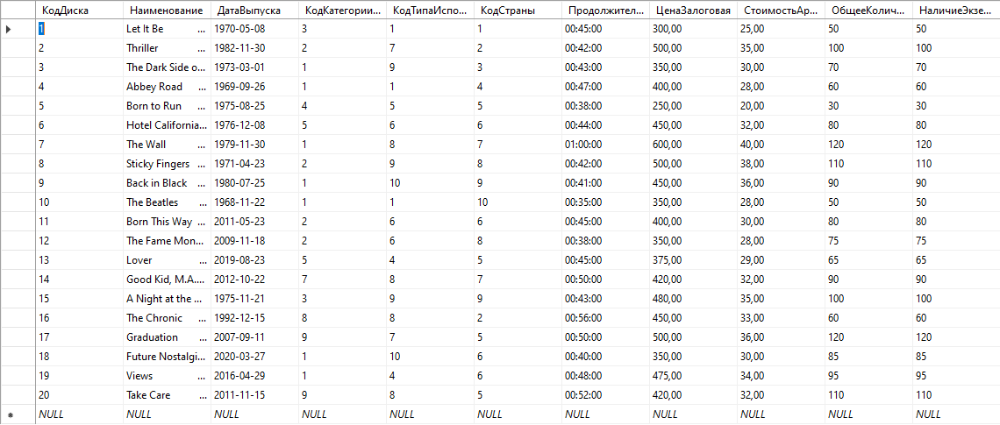 КодДиска Наименование ДатаВыпуска КодКатегории... КодТипаИспо... КодСтраны Продолжител... ЦенаЗалоговая СтоимостьАр... ОбщееКолич... НаличиеЭкзе...
1 Let It Be ... 1970-05-08 3 1 1 00:45:00 300,00 25,00 50 50
2 Thriller ... 1982-11-30 2 7 2 00:42:00 500,00 35,00 100 100
3 The Dark Side o... 1973-03-01 1 9 3 00:43:00 350,00 30,00 70 70
4 Abbey Road ... 1969-09-26 1 1 4 00:47:00 400,00 28,00 60 60
5 Born to Run ... 1975-08-25 4 5 5 00:38:00 250,00 20,00 30 30
6 Hotel California... 1976-12-08 5 6 6 00:44:00 450,00 32,00 80 80
7 The Wall ... 1979-11-30 1 8 7 01:00:00 600,00 40,00 120 120
8 Sticky Fingers ... 1971-04-23 2 9 8 00:42:00 500,00 38,00 110 110
9 Back in Black ... 1980-07-25 1 10 9 00:41:00 450,00 36,00 90 90
10 The Beatles ... 1968-11-22 1 1 10 00:35:00 350,00 28,00 50 50
11 Born This Way ... 2011-05-23 2 6 6 00:45:00 400,00 30,00 80 80
12 The Fame Mon... 2009-11-18 2 6 8 00:38:00 350,00 28,00 75 75
13 Lover ... 2019-08-23 5 4 5 00:45:00 375,00 29,00 65 65
14 Good Kid, M.A.... 2012-10-22 7 8 7 00:50:00 420,00 32,00 90 90
15 A Night at the ... 1975-11-21 3 9 9 00:43:00 480,00 35,00 100 100
16 The Chronic ... 1992-12-15 8 8 2 00:56:00 450,00 33,00 60 60
17 Graduation ... 2007-09-11 9 7 5 00:50:00 500,00 36,00 120 120
18 Future Nostalgi... 2020-03-27 1 10 6 00:40:00 350,00 30,00 85 85
19 Views ... 2016-04-29 1 4 6 00:48:00 475,00 34,00 95 95
20 Take Care ... 2011-11-15 9 8 5 00:52:00 420,00 32,00 110 110
NULL NULL NULL NULL NULL NULL NULL NULL NULL NULL NULL